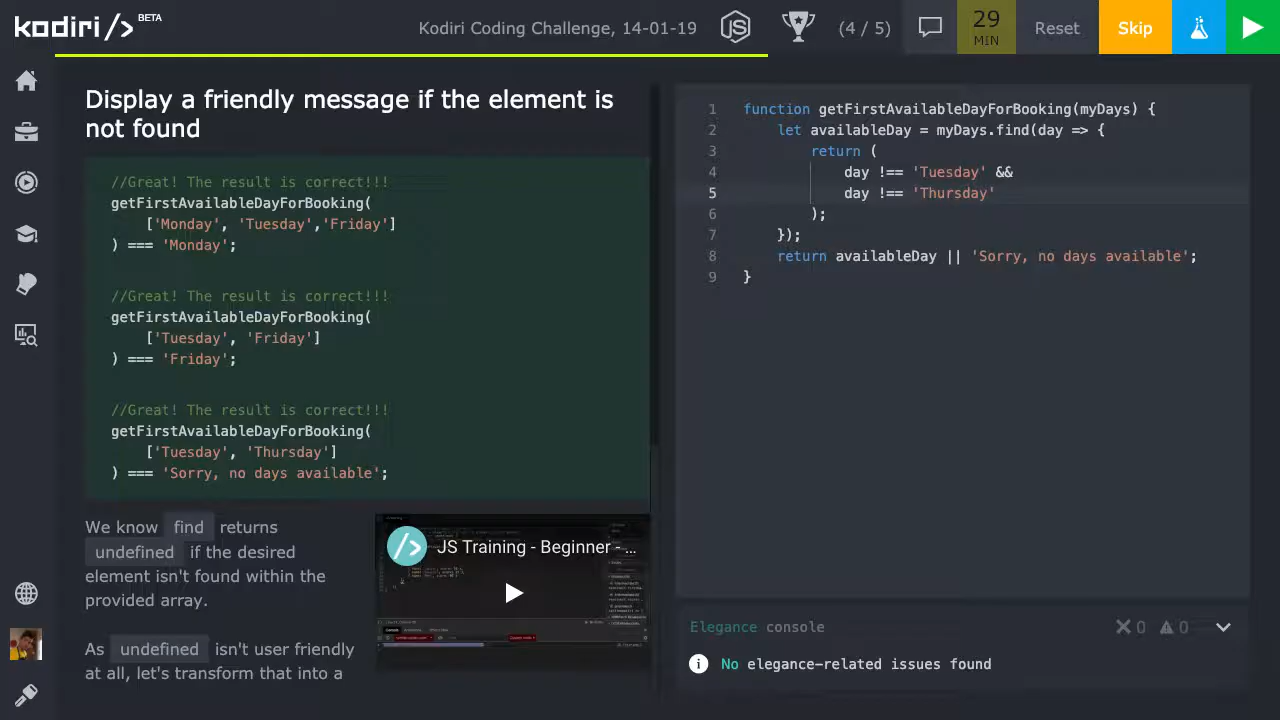 kodiri/> BETA
Kodiri Coding Challenge, 14-01-19
JS
(4 / 5)
29
MIN
Reset
Skip
Display a friendly message if the element is
not found
//Great! The result is correct!!!
getFirstAvailableDayForBooking(
['Monday', 'Tuesday','Friday']
) === 'Monday';
//Great! The result is correct!!!
getFirstAvailableDayForBooking(
['Tuesday', 'Friday']
) === 'Friday';
//Great! The result is correct!!!
getFirstAvailableDayForBooking(
['Tuesday', 'Thursday']
) === 'Sorry, no days available';
We know find returns
undefined if the desired
element isn't found within the
provided array.
As undefined isn't user friendly
at all, let's transform that into a
</> JS Training - Beginner - ...
1 function getFirstAvailableDayForBooking(myDays) {
2 let availableDay = myDays.find(day => {
3 return (
4 day !== 'Tuesday' &&
5 day !== 'Thursday'
6 );
7 });
8 return availableDay || 'Sorry, no days available';
9 }
Elegance console
0 0
No elegance-related issues found